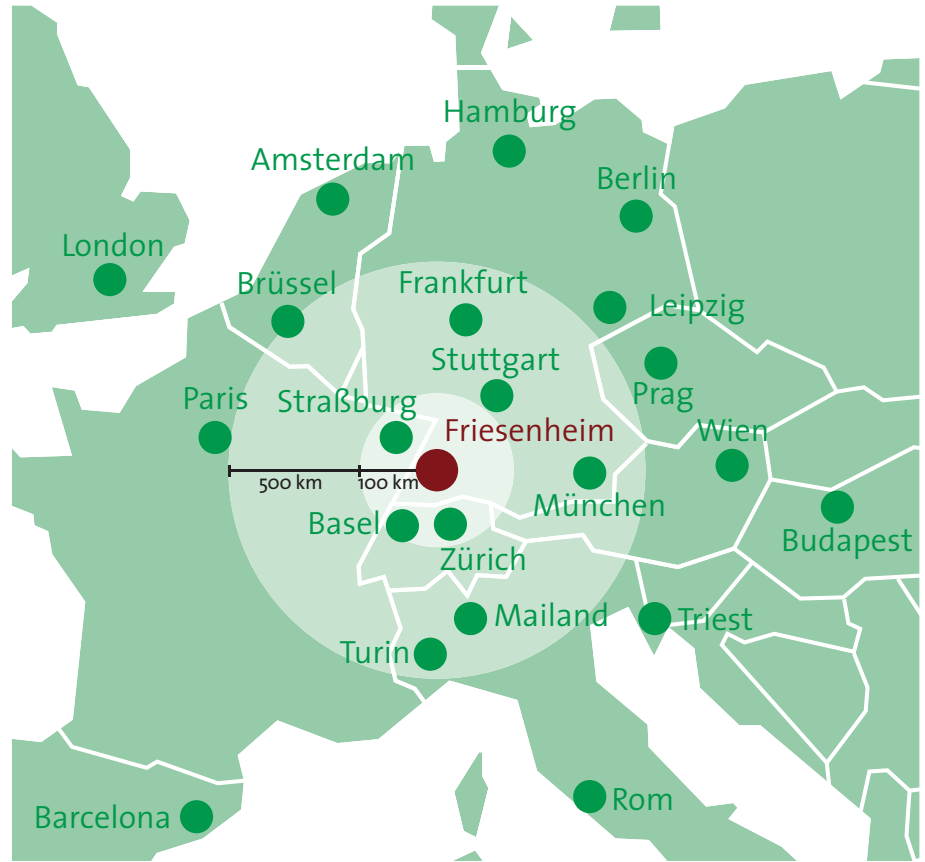 Hamburg
Amsterdam
Berlin
London
Brüssel
Frankfurt
Leipzig
Stuttgart
Prag
Paris
Straßburg
Friesenheim
Wien
500 km
100 km
München
Basel
Budapest
Zürich
Mailand
Triest
Turin
Rom
Barcelona